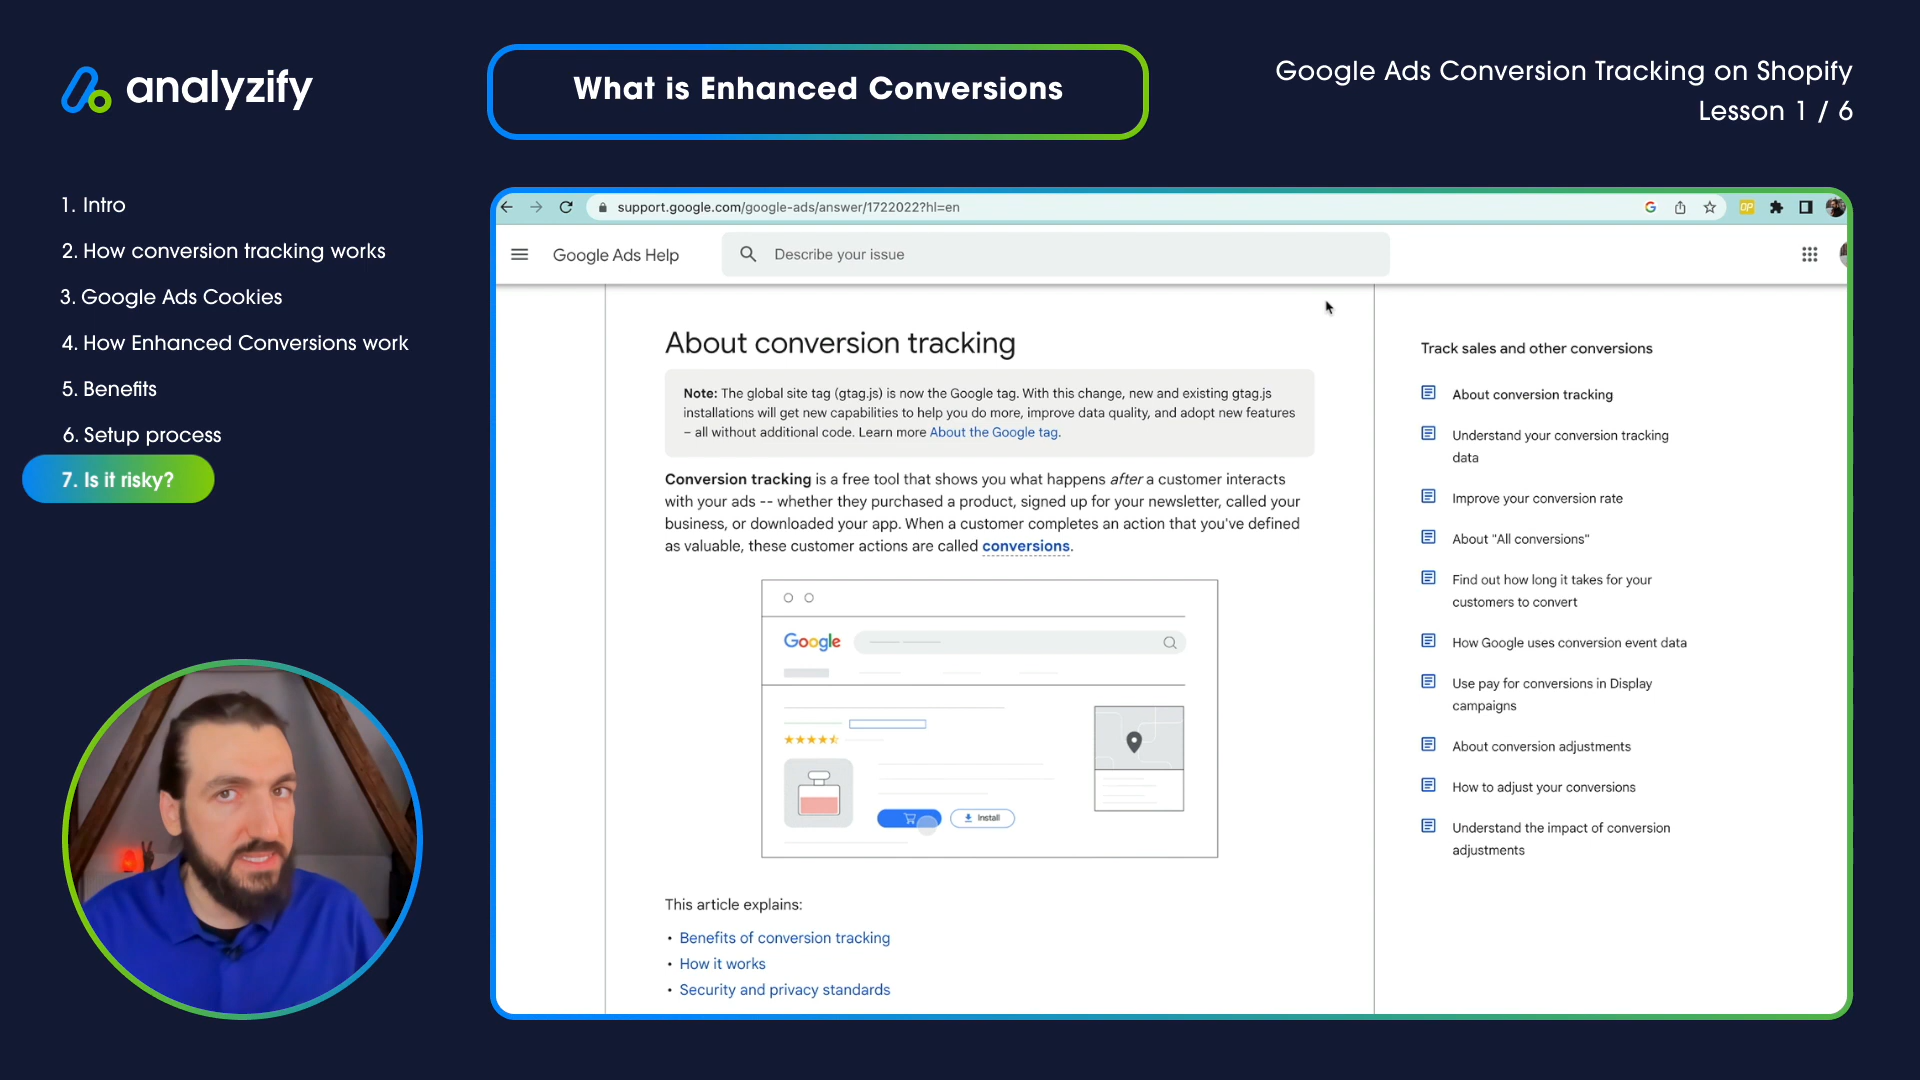 analyzify
What is Enhanced Conversions
Google Ads Conversion Tracking on Shopify
Lesson 1 / 6
1. Intro
2. How conversion tracking works
3. Google Ads Cookies
4. How Enhanced Conversions work
5. Benefits
6. Setup process
7. Is it risky?
support.google.com/google-ads/answer/1722022?hl=en
Google Ads Help
Describe your issue
About conversion tracking
Note: The global site tag (gtag.js) is now the Google tag. With this change, new and existing gtag.js
installations will get new capabilities to help you do more, improve data quality, and adopt new features
– all without additional code. Learn more About the Google tag.
Conversion tracking is a free tool that shows you what happens after a customer interacts
with your ads -- whether they purchased a product, signed up for your newsletter, called your
business, or downloaded your app. When a customer completes an action that you've defined
as valuable, these customer actions are called conversions.
Google
Install
This article explains:
• Benefits of conversion tracking
• How it works
• Security and privacy standards
Track sales and other conversions
About conversion tracking
Understand your conversion tracking
data
Improve your conversion rate
About "All conversions"
Find out how long it takes for your
customers to convert
How Google uses conversion event data
Use pay for conversions in Display
campaigns
About conversion adjustments
How to adjust your conversions
Understand the impact of conversion
adjustments